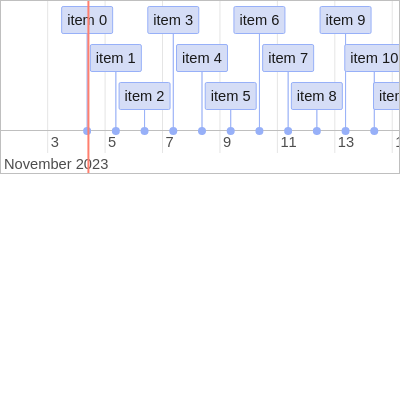 item 0 item 3 item 6 item 9
item 1 item 4 item 7 item 10
item 2 item 5 item 8
3 5 7 9 11 13
November 2023